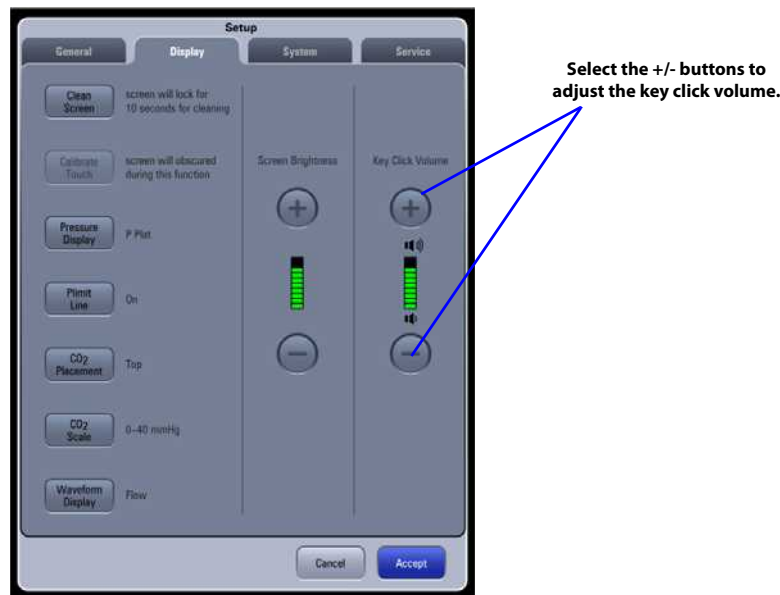 Setup
General
Display
System
Service
Clean
Screen
screen will lock for
10 seconds for cleaning
Calibrate
Touch
screen will obscured
during this function
Pressure
Display
P Plat
Plimit
Line
On
CO2
Placement
Top
CO2
Scale
0-40 mmHg
Waveform
Display
Flow
Screen Brightness
+
−
Key Click Volume
+
−
Cancel
Accept
Select the +/- buttons to
adjust the key click volume.